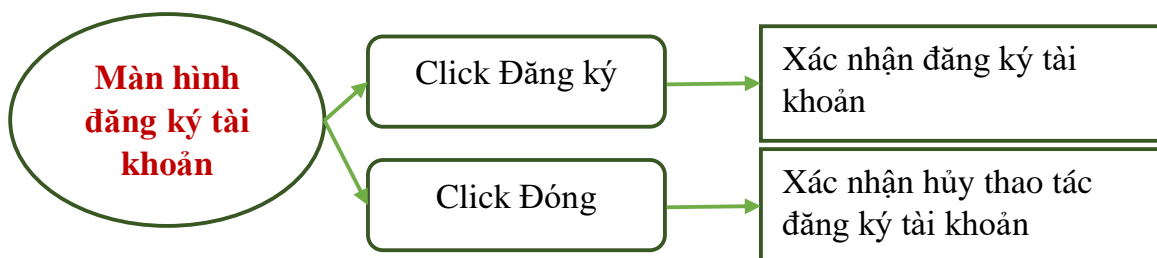 Màn hình
đăng ký tài
khoản
Click Đăng ký
Xác nhận đăng ký tài
khoản
Click Đóng
Xác nhận hủy thao tác
đăng ký tài khoản